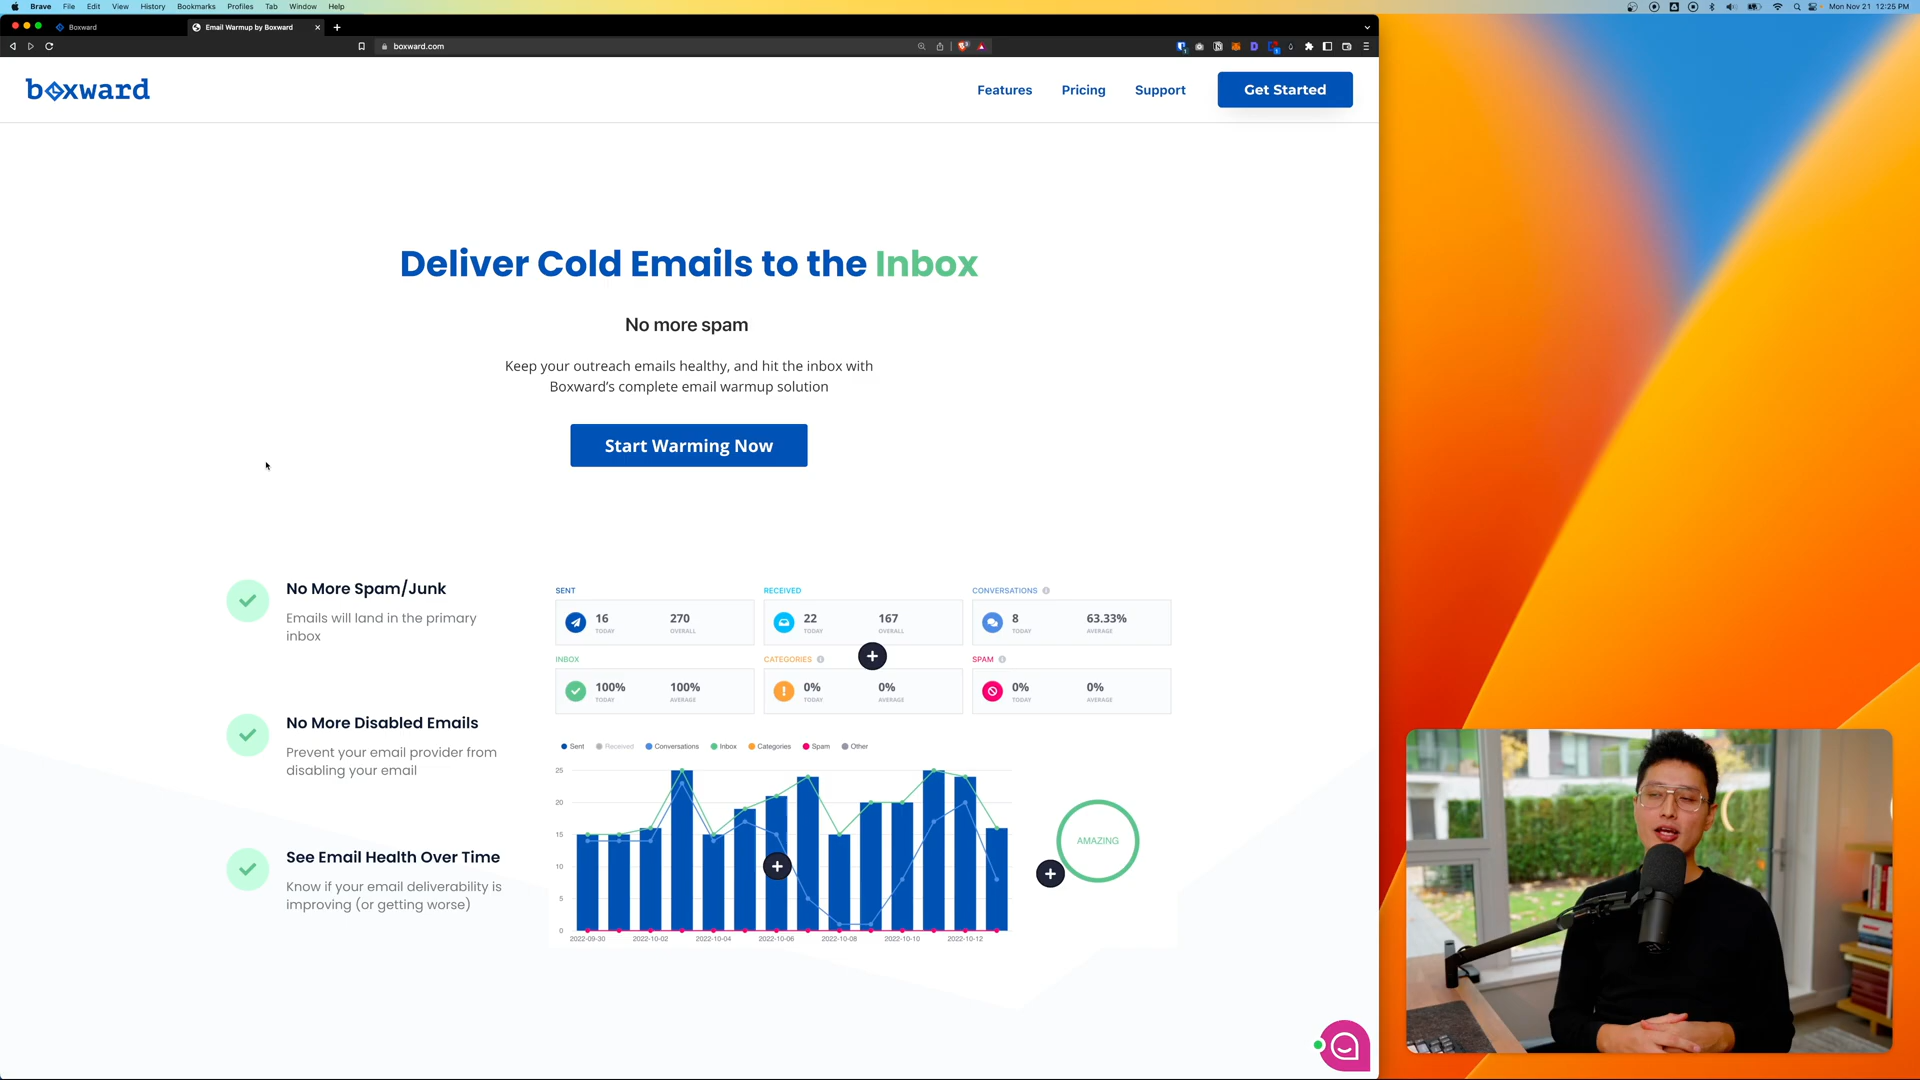 Brave File Edit View History Bookmarks Profiles Tab Window Help
Mon Nov 21 12:25 PM
Boxward
Email Warmup by Boxward
boxward.com
boxward
Features
Pricing
Support
Get Started
Deliver Cold Emails to the Inbox
No more spam
Keep your outreach emails healthy, and hit the inbox with
Boxward's complete email warmup solution
Start Warming Now
No More Spam/Junk
Emails will land in the primary
inbox
No More Disabled Emails
Prevent your email provider from
disabling your email
See Email Health Over Time
Know if your email deliverability is
improving (or getting worse)
SENT
16
TODAY
270
OVERALL
RECEIVED
22
TODAY
167
OVERALL
CONVERSATIONS
8
TODAY
63.33%
AVERAGE
INBOX
100%
TODAY
100%
AVERAGE
CATEGORIES
0%
TODAY
0%
AVERAGE
SPAM
0%
TODAY
0%
AVERAGE
Sent Received Conversations Inbox Categories Spam Other
25
20
15
10
5
0
2022-09-30 2022-10-02 2022-10-04 2022-10-06 2022-10-08 2022-10-10 2022-10-12
AMAZING